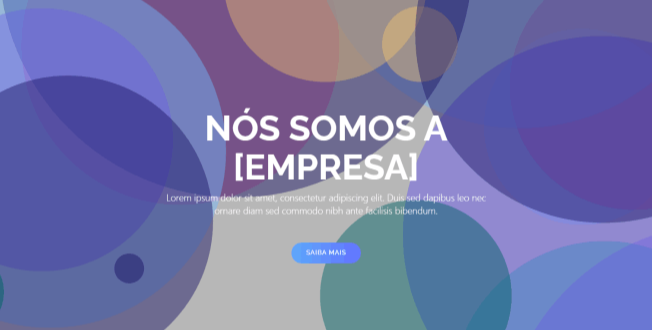 NÓS SOMOS A
[EMPRESA]
Lorem ipsum dolor sit amet, consectetur adipiscing elit. Duis sed dapibus leo nec
ornare diam sed commodo nibh ante facilisis bibendum.
SAIBA MAIS